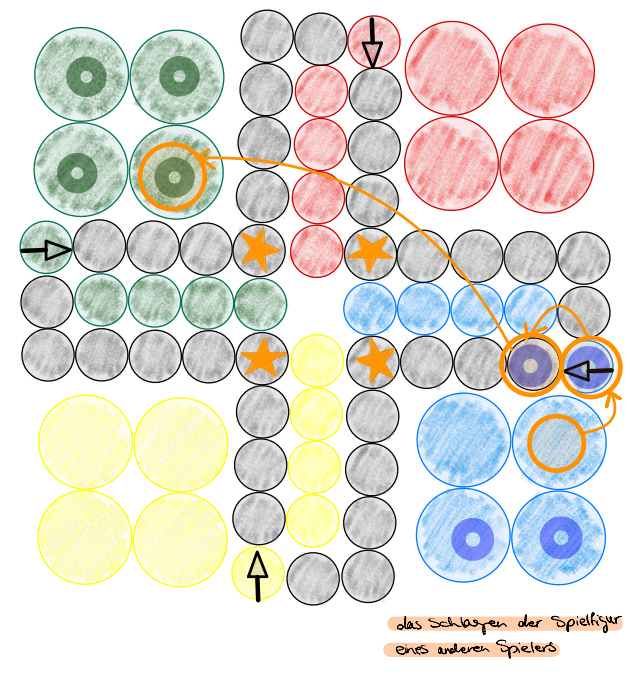 das Schlagen der Spielfigur
eines anderen Spielers